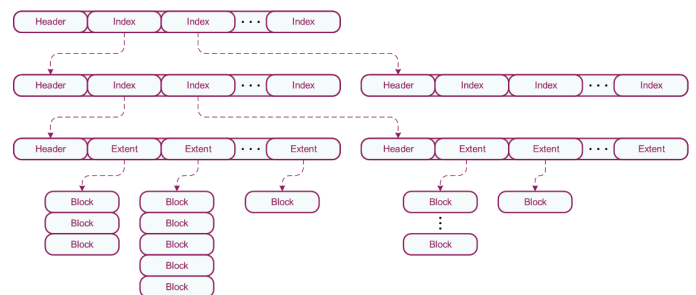 Header Index Index ··· Index
Header Index Index ··· Index Header Index Index ··· Index
Header Extent Extent ··· Extent Header Extent Extent ··· Extent
Block Block Block Block Block
Block Block
Block Block Block
Block
Block